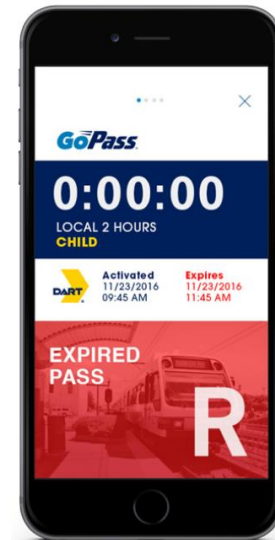 GoPass
0:00:00
LOCAL 2 HOURS
CHILD
DART
Activated
11/23/2016
09:45 AM
Expires
11/23/2016
11:45 AM
EXPIRED
PASS
R